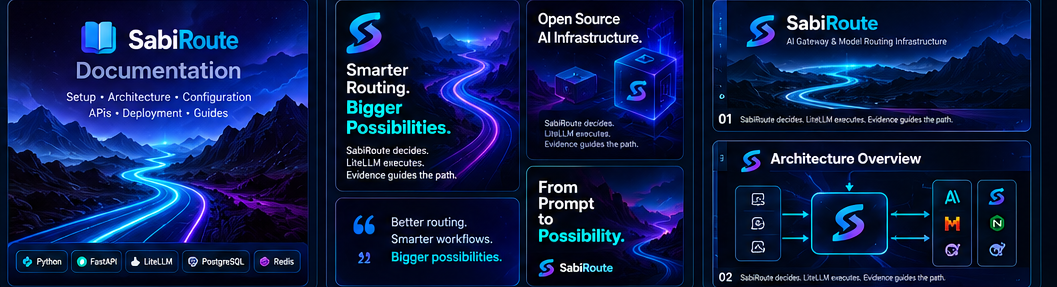 SabiRoute
Documentation
Setup • Architecture • Configuration
APIs • Deployment • Guides
Python
FastAPI
LiteLLM
PostgreSQL
Redis
Smarter
Routing.
Bigger
Possibilities.
SabiRoute decides.
LiteLLM executes.
Evidence guides the path.
“
Better routing.
Smarter workflows.
Bigger possibilities.
”
Open Source
AI Infrastructure.
SabiRoute decides.
LiteLLM executes.
Evidence guides the path.
From
Prompt
to
Possibility.
SabiRoute
SabiRoute
AI Gateway & Model Routing Infrastructure
01 SabiRoute decides. LiteLLM executes. Evidence guides the path.
Architecture Overview
02 SabiRoute decides. LiteLLM executes. Evidence guides the path.